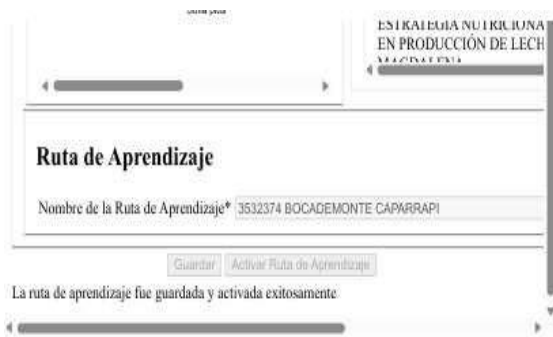 ESTRATEGIA NUTRICIONA
EN PRODUCCIÓN DE LECH
MAGDALENA
Ruta de Aprendizaje
Nombre de la Ruta de Aprendizaje* 3532374 BOCADEMONTE CAPARRAPI
Guardar Activar Ruta de Aprendizaje
La ruta de aprendizaje fue guardada y activada exitosamente